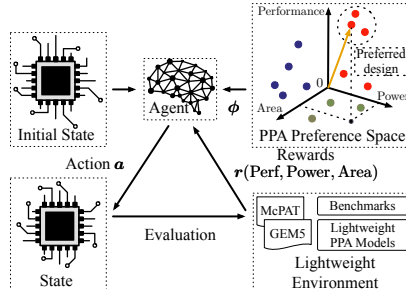 Performance
Preferred
design
0
Power
Area
Agent
ϕ
Initial State
PPA Preference Space
Rewards
r(Perf, Power, Area)
Action a
McPAT
GEM5
Benchmarks
Lightweight
PPA Models
Evaluation
State
Lightweight
Environment